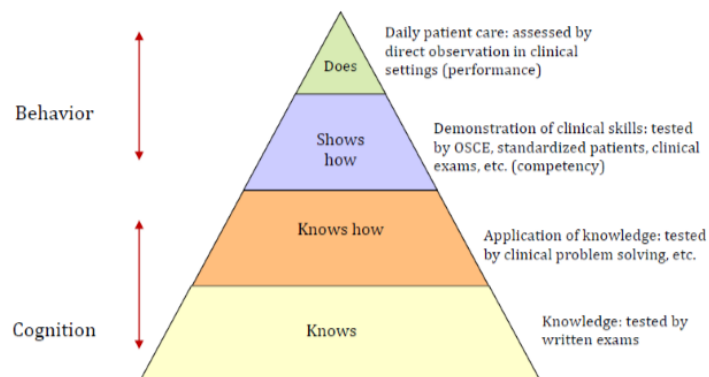 Daily patient care: assessed by
direct observation in clinical
settings (performance)
Does
Behavior
Shows
how
Demonstration of clinical skills: tested
by OSCE, standardized patients, clinical
exams, etc. (competency)
Knows how
Application of knowledge: tested
by clinical problem solving, etc.
Cognition
Knows
Knowledge: tested by
written exams